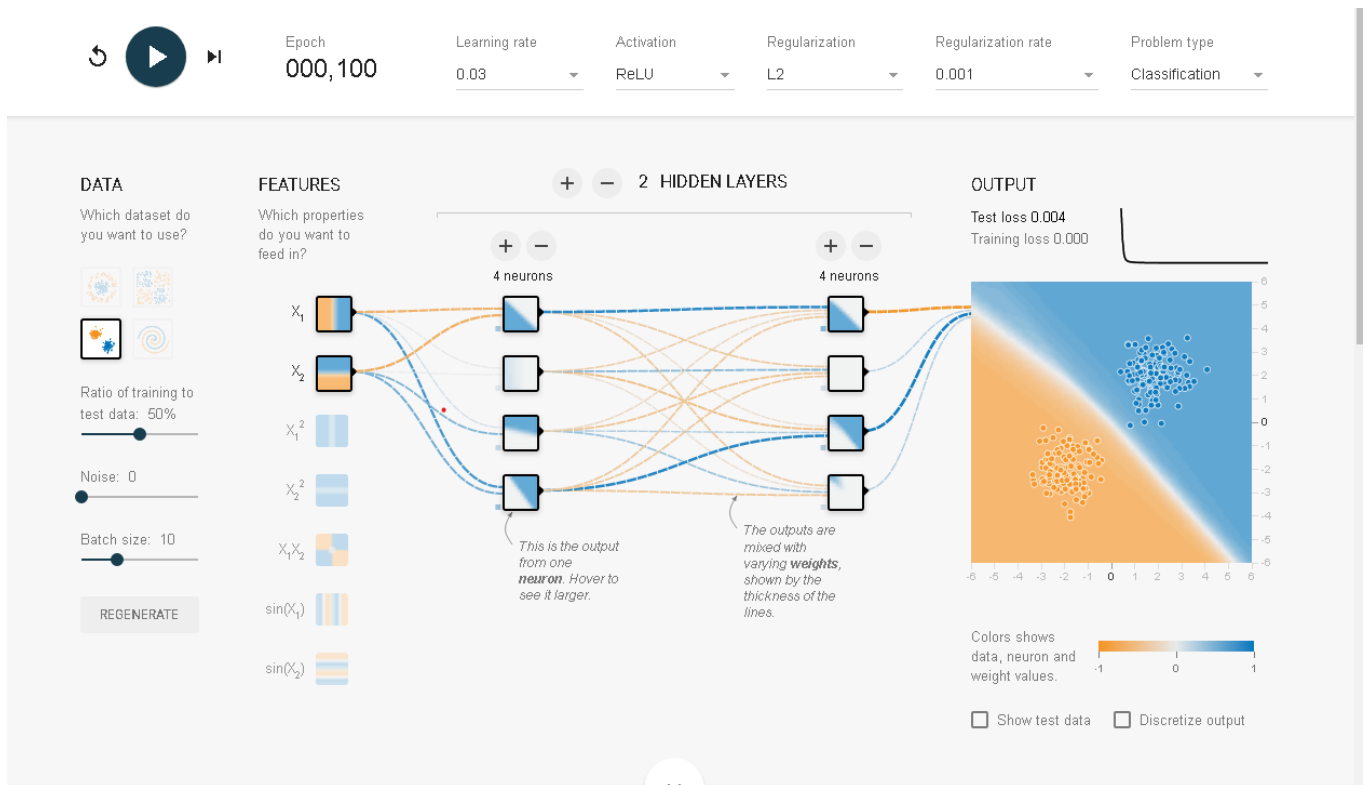 Epoch
000,100
Learning rate
0.03
Activation
ReLU
Regularization
L2
Regularization rate
0.001
Problem type
Classification
DATA
Which dataset do
you want to use?
Ratio of training to
test data: 50%
Noise: 0
Batch size: 10
REGENERATE
FEATURES
Which properties
do you want to
feed in?
X1
X2
X1²
X2²
X1X2
sin(X1)
sin(X2)
+ − 2 HIDDEN LAYERS
+ −
4 neurons
+ −
4 neurons
This is the output
from one
neuron. Hover to
see it larger.
The outputs are
mixed with
varying weights,
shown by the
thickness of the
lines.
OUTPUT
Test loss 0.004
Training loss 0.000
6
5
4
3
2
1
0
-1
-2
-3
-4
-5
-6
-6 -5 -4 -3 -2 -1 0 1 2 3 4 5 6
Colors shows
data, neuron and
weight values.
-1 0 1
Show test data
Discretize output